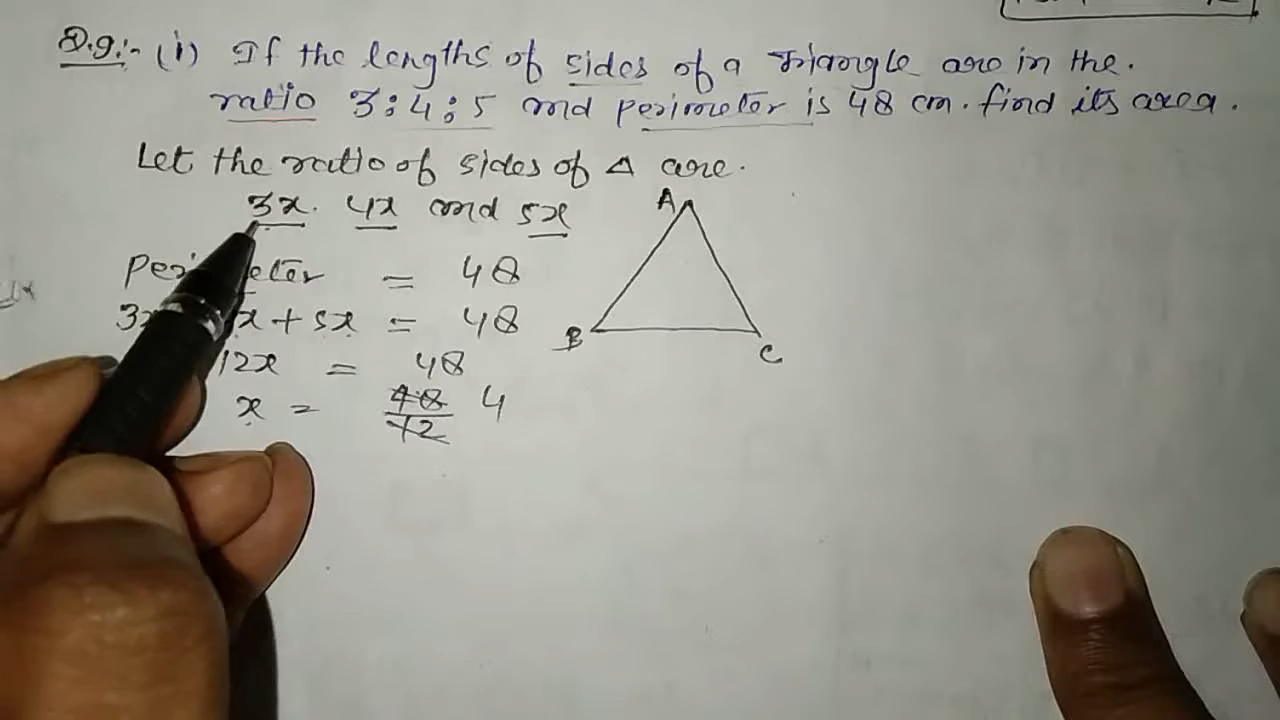 Q.9:- (i) If the lengths of sides of a triangle are in the.
ratio 3:4:5 and perimeter is 48 cm. find its area.
Let the ratio of sides of Δ are.
3x. 4x and 5x
A
= 48
3x x + 5x = 48
B
C
12x = 48
x = 48/12 4